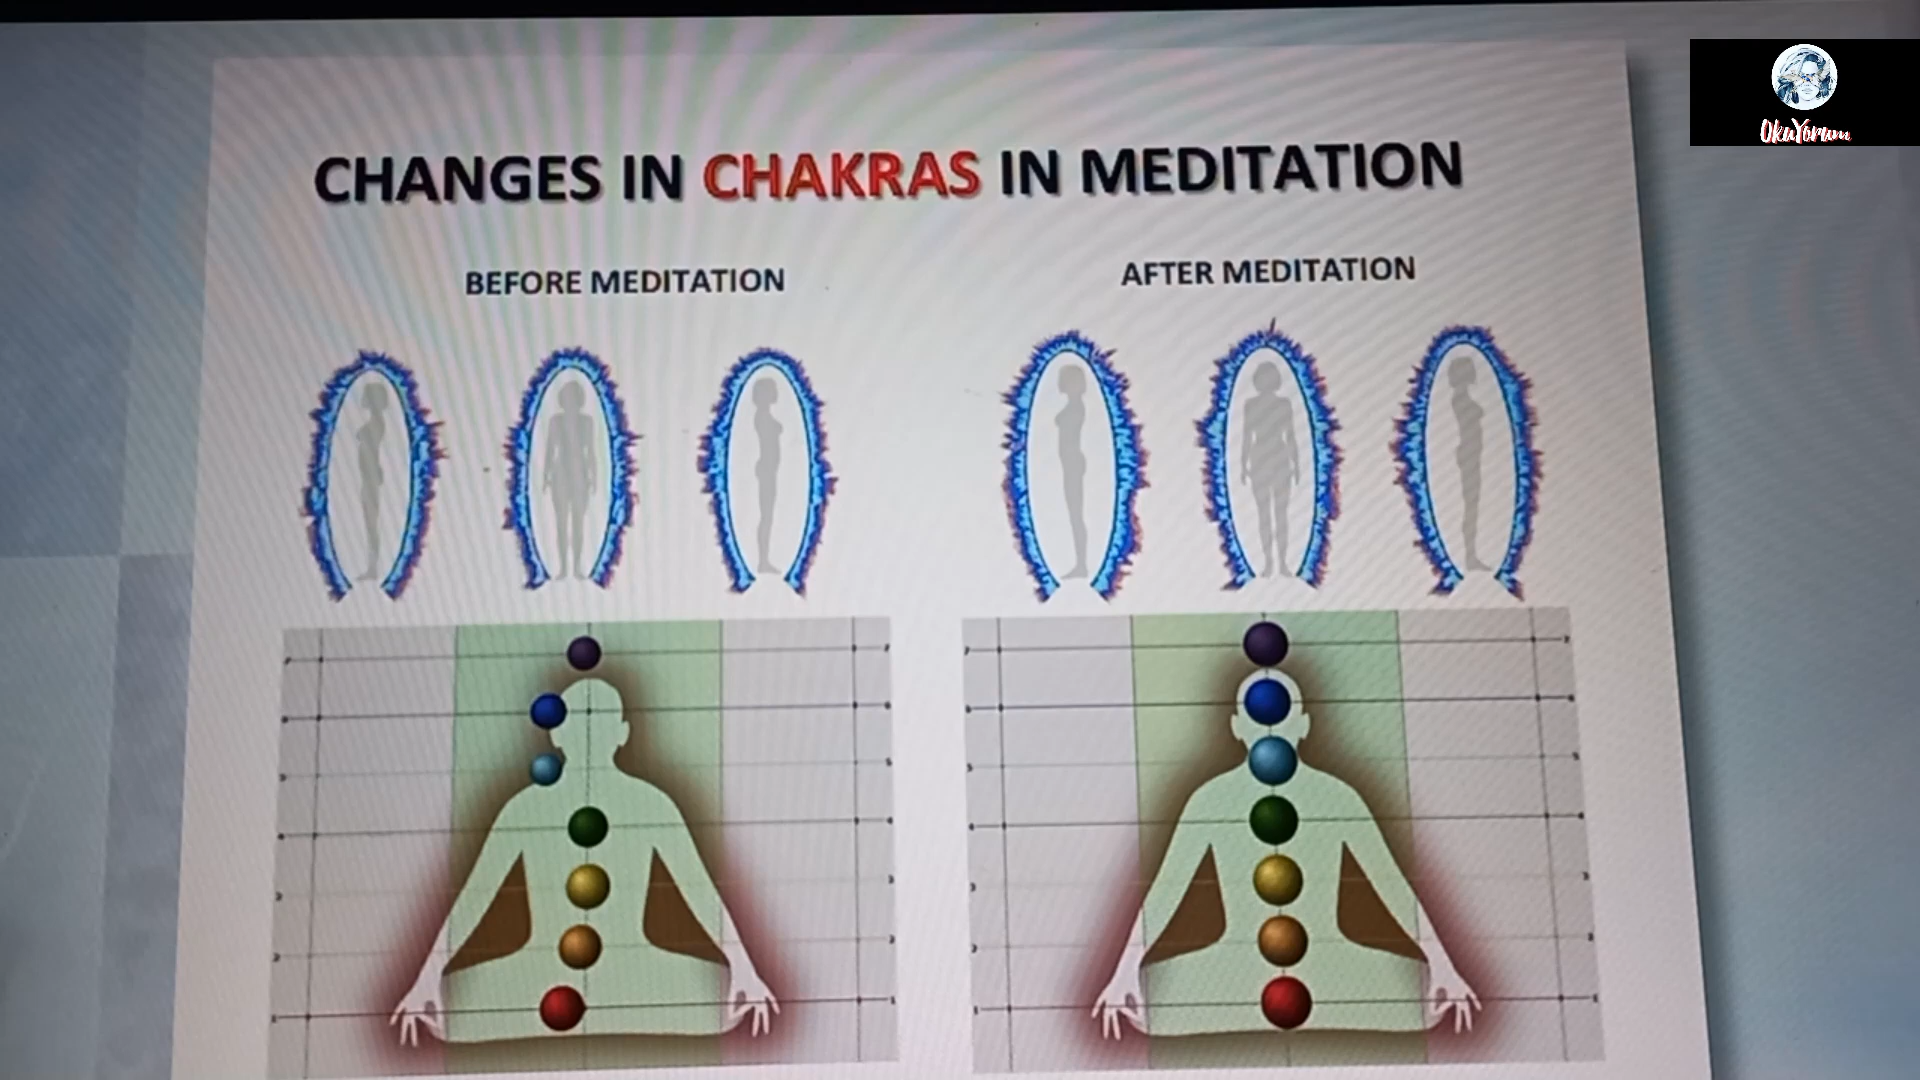 CHANGES IN CHAKRAS IN MEDITATION
OkuYorum
BEFORE MEDITATION
AFTER MEDITATION